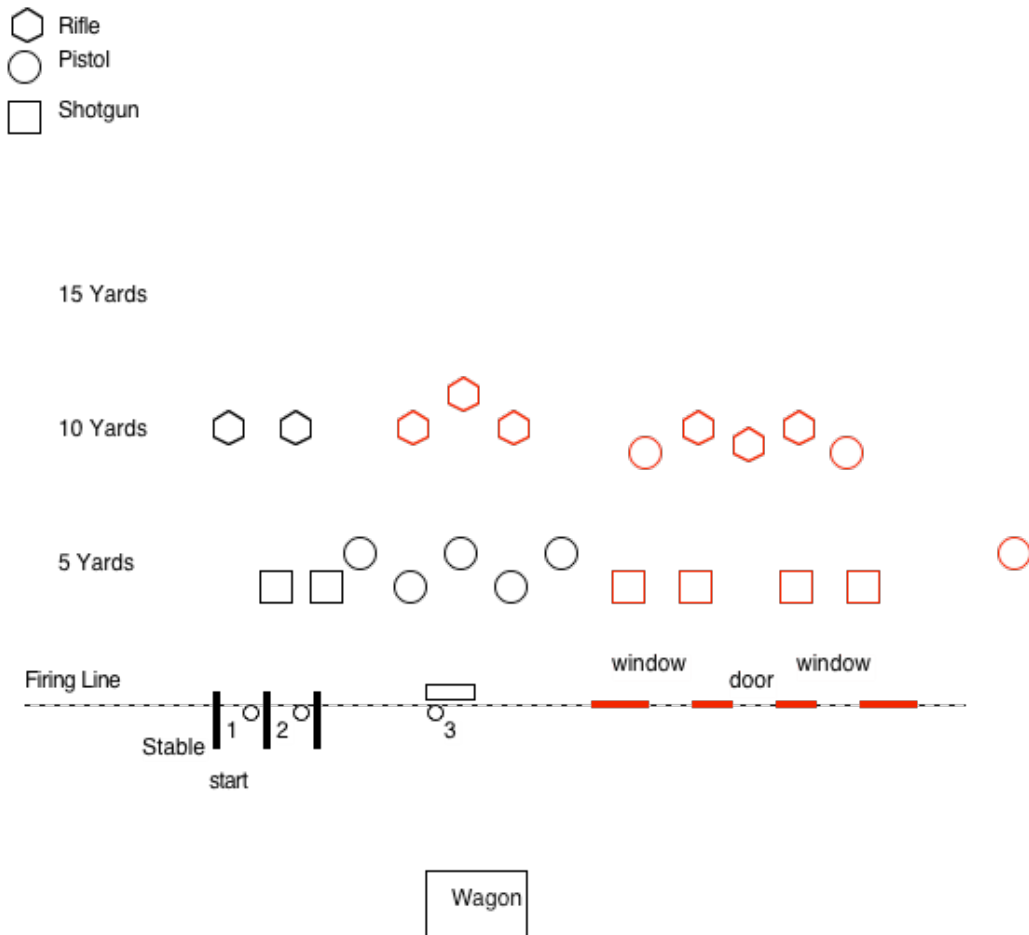 Rifle
Pistol
Shotgun
15 Yards
10 Yards
5 Yards
window
window
door
Firing Line
1
2
3
Stable
start
Wagon